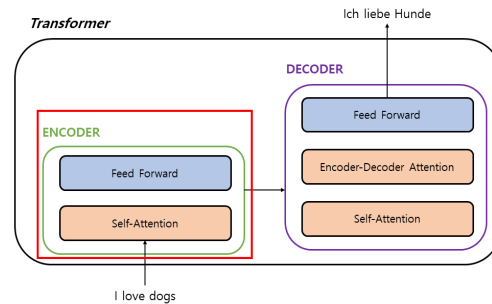 Ich liebe Hunde
Transformer
DECODER
Feed Forward
Encoder-Decoder Attention
Self-Attention
ENCODER
Feed Forward
Self-Attention
I love dogs